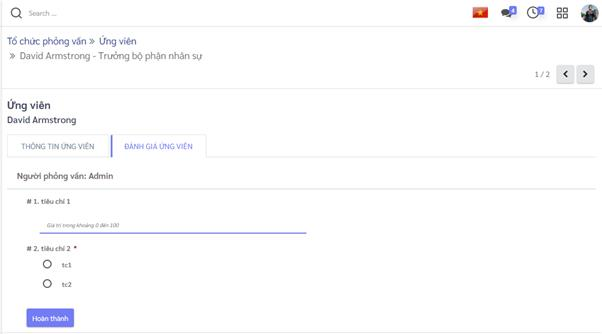 Search ...
4
7
Tổ chức phỏng vấn » Ứng viên
» David Armstrong - Trưởng bộ phận nhân sự
1 / 2
Ứng viên
David Armstrong
THÔNG TIN ỨNG VIÊN ĐÁNH GIÁ ỨNG VIÊN
Người phỏng vấn: Admin
# 1. tiêu chí 1
Giá trị trong khoảng 0 đến 100
# 2. tiêu chí 2 *
tc1
tc2
Hoàn thành